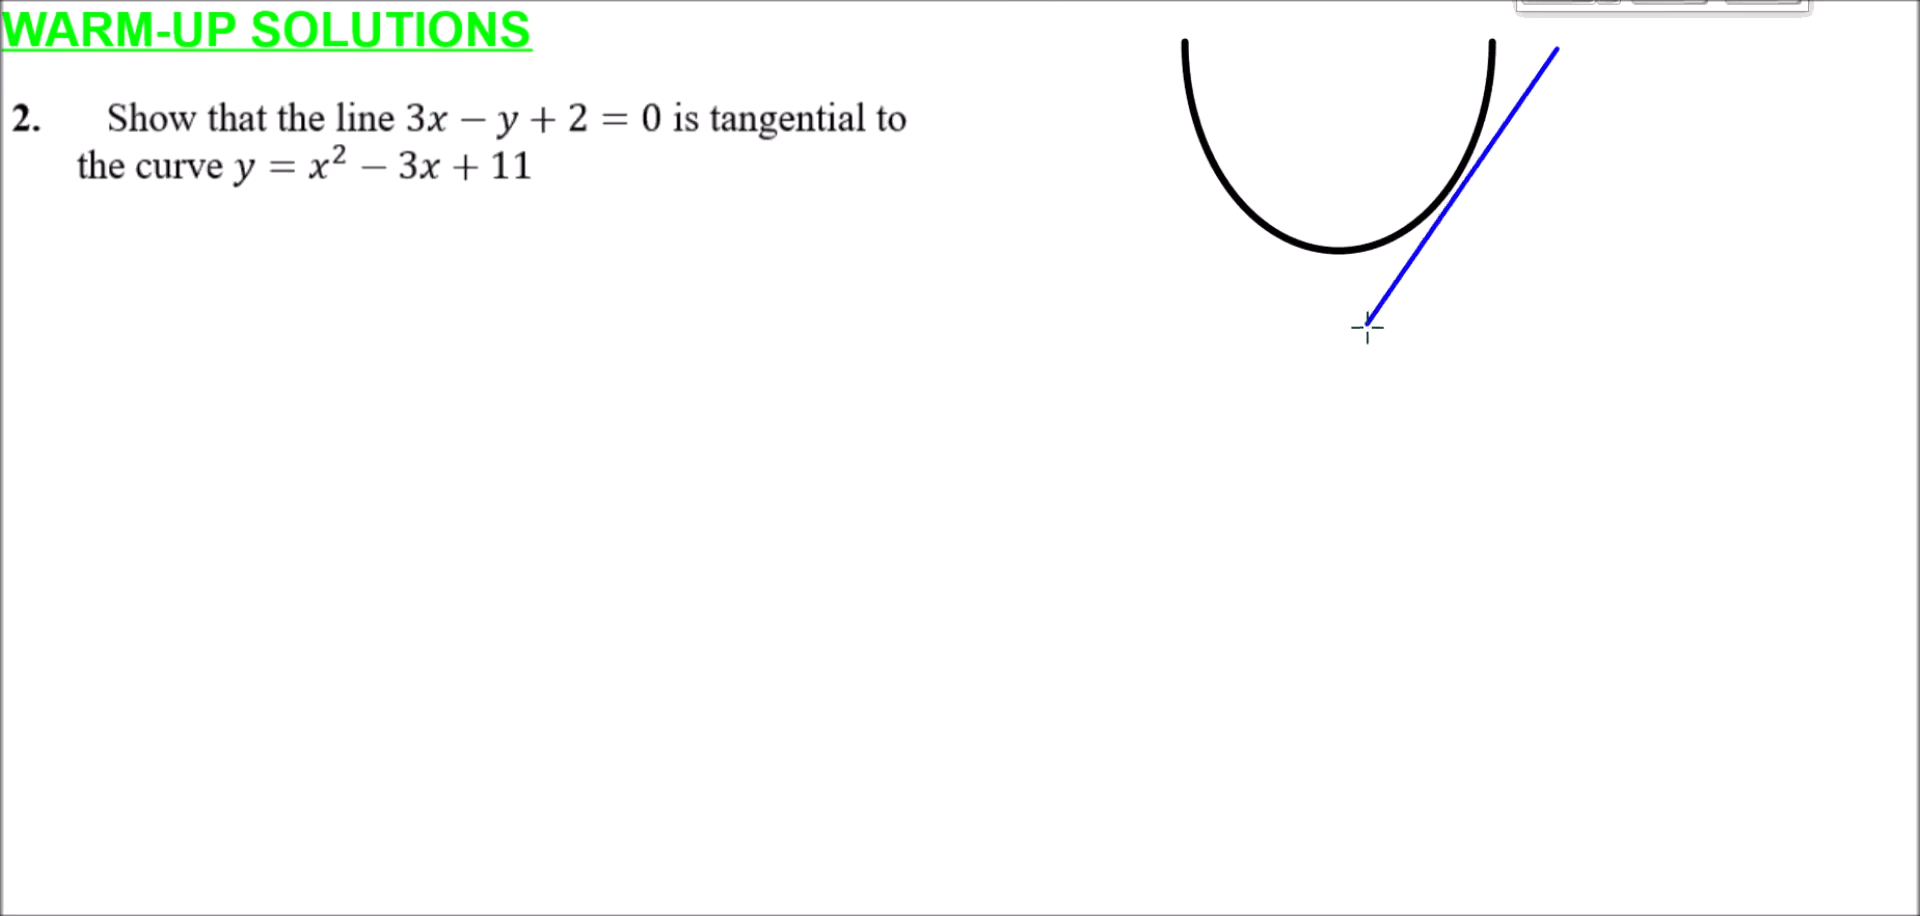 WARM-UP SOLUTIONS
2. Show that the line 3x − y + 2 = 0 is tangential to
the curve y = x² − 3x + 11